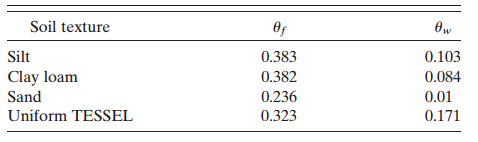 Soil texture θf θw
Silt 0.383 0.103
Clay loam 0.382 0.084
Sand 0.236 0.01
Uniform TESSEL 0.323 0.171